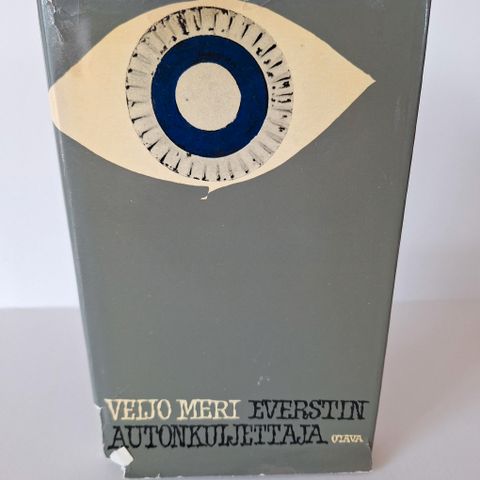 VEIJO MERI EVERSTIN
AUTONKULJETTAJA OTAVA